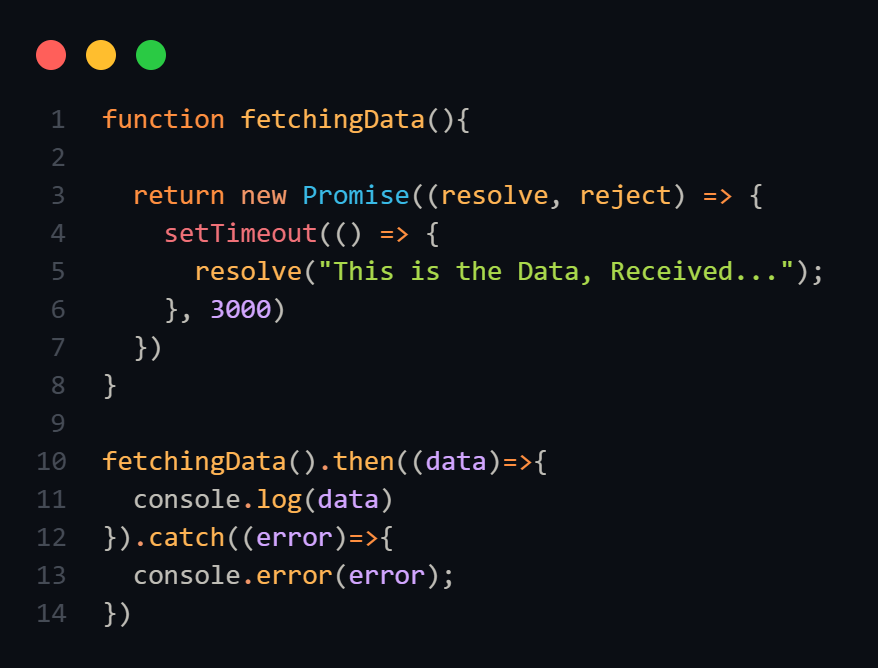 1 function fetchingData(){
2
3   return new Promise((resolve, reject) => {
4     setTimeout(() => {
5       resolve("This is the Data, Received...");
6     }, 3000)
7   })
8 }
9
10 fetchingData().then((data)=>{
11   console.log(data)
12 }).catch((error)=>{
13   console.error(error);
14 })